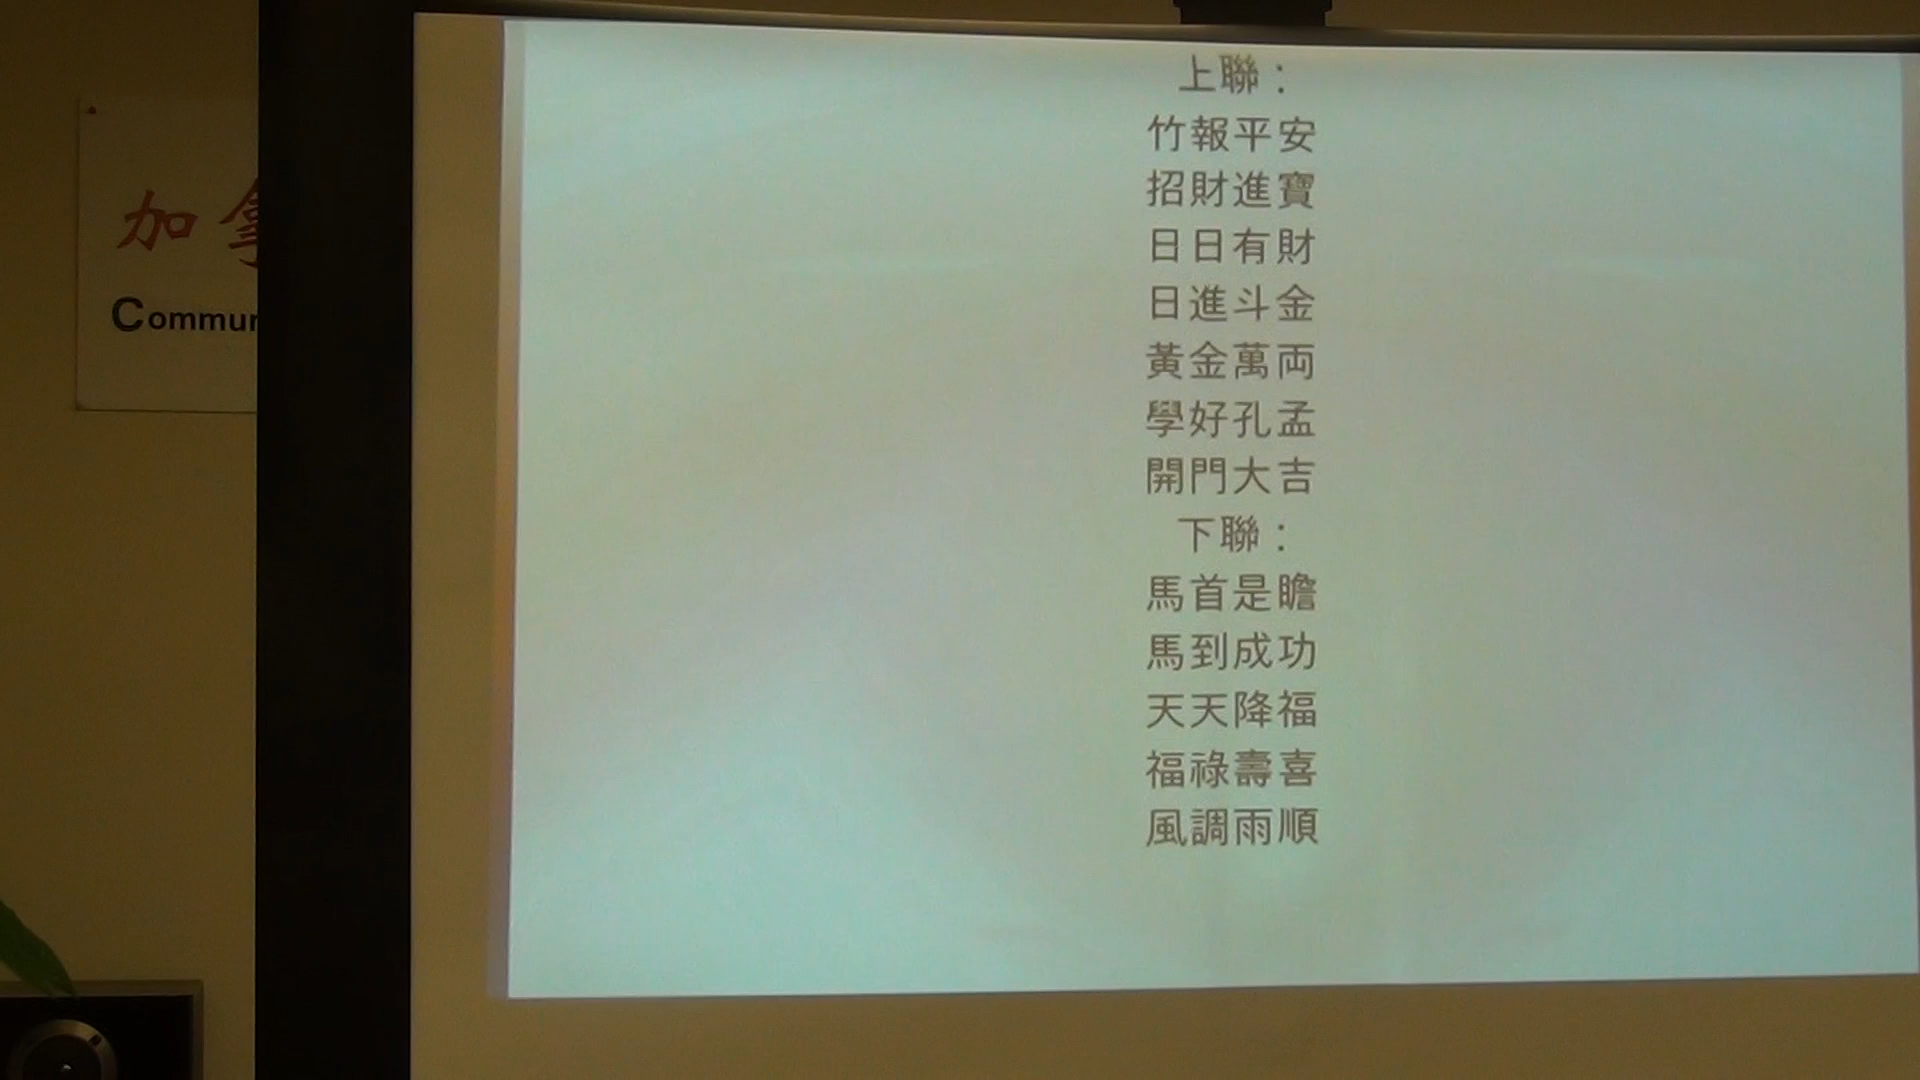 加拿
Commun
上聯：
竹報平安
招財進寶
日日有財
日進斗金
黃金萬両
學好孔孟
開門大吉
下聯：
馬首是瞻
馬到成功
天天降福
福祿壽喜
風調雨順